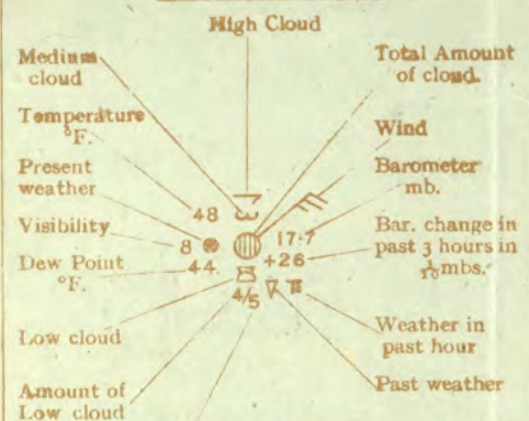 High Cloud
Medium
cloud
Total Amount
of cloud.
Temperature
°F.
Wind
Present
weather
Barometer
mb.
48
Visibility
8
17·7
Bar. change in
past 3 hours in
1/10 mbs.
Dew Point
°F.
44
+26
4/5
Low cloud
Weather in
past hour
Amount of
Low cloud
Past weather